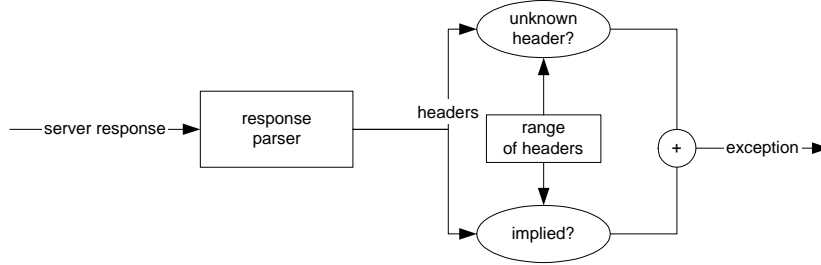 unknown
header?
server response
response
parser
headers
range
of headers
+
exception
implied?